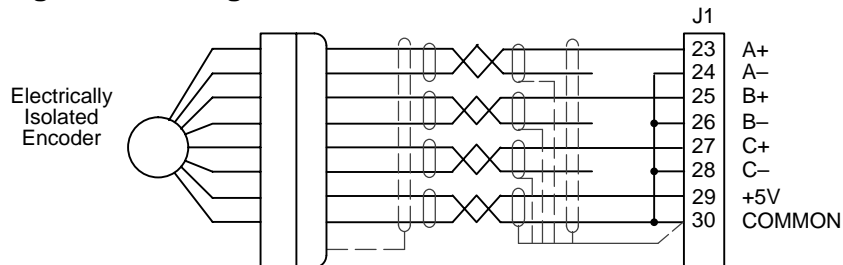 J1
23 A+
24 A–
Electrically
Isolated
Encoder
25 B+
26 B–
27 C+
28 C–
29 +5V
30 COMMON